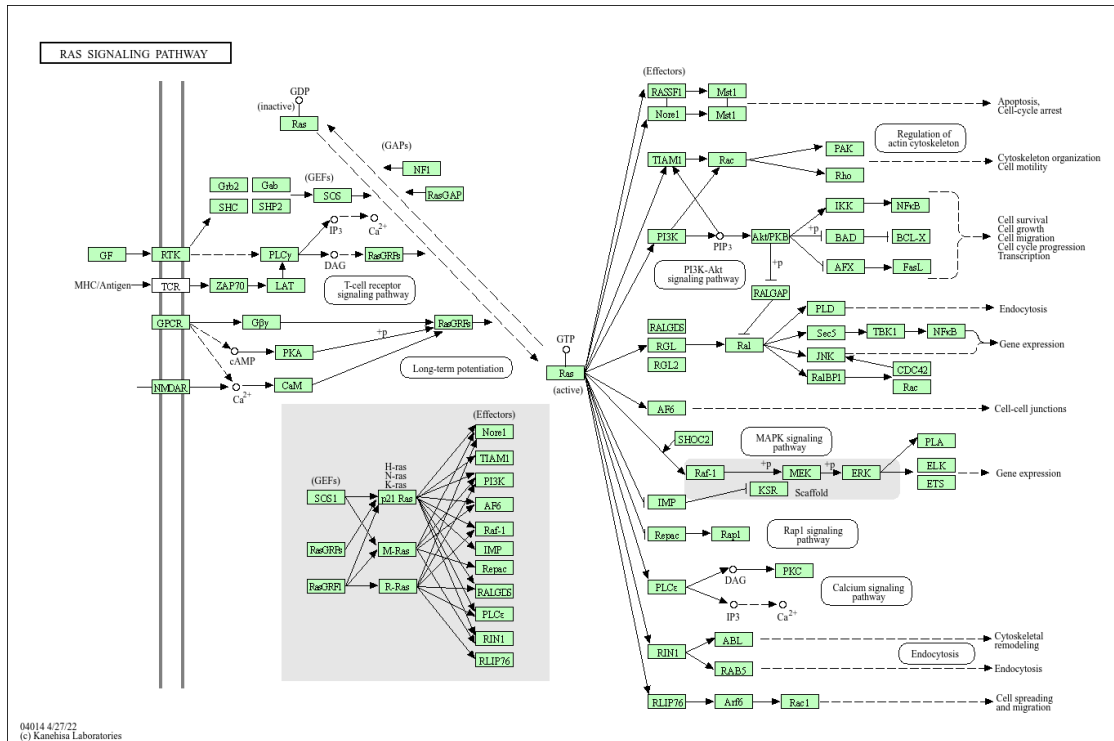 RAS SIGNALING PATHWAY
GDP
(inactive)
Ras
(GAPs)
NF1
RasGAP
(GEFs)
Grb2
Gab
SHC
SHP2
SOS
IP3
Ca2+
GF
RTK
PLCγ
DAG
RasGRPs
MHC/Antigen
TCR
ZAP70
LAT
T-cell receptor
signaling pathway
GPCR
Gβγ
+p
RasGRFs
cAMP
PKA
NMDAR
Ca2+
CaM
Long-term potentiation
GTP
Ras
(active)
(Effectors)
RASSF1
Mst1
Nore1
Mst1
Apoptosis,
Cell-cycle arrest
Regulation of
actin cytoskeleton
TIAM1
Rac
PAK
Rho
Cytoskeleton organization
Cell motility
PI3K
PIP3
Akt/PKB
+p
IKK
NFκB
BAD
BCL-X
AFX
FasL
Cell survival
Cell growth
Cell migration
Cell cycle progression
Transcription
PI3K-Akt
signaling pathway
+p
RALGAP
RALGDS
RGL
RGL2
Ral
PLD
Endocytosis
Sec5
TBK1
NFκB
JNK
Gene expression
RalBP1
CDC42
Rac
AF6
Cell-cell junctions
SHOC2
MAPK signaling
pathway
Raf-1
+p
MEK
+p
ERK
PLA
ELK
ETS
Gene expression
IMP
KSR
Scaffold
Repac
Rap1
Rap1 signaling
pathway
PLCε
DAG
PKC
IP3
Ca2+
Calcium signaling
pathway
RIN1
ABL
Cytoskeletal
remodeling
RAB5
Endocytosis
Endocytosis
RLIP76
Arf6
Rac1
Cell spreading
and migration
(Effectors)
Nore1
TIAM1
PI3K
AF6
Raf-1
IMP
Repac
RALGDS
PLCε
RIN1
RLIP76
H-ras
N-ras
K-ras
(GEFs)
SOS1
p21 Ras
RasGRPs
M-Ras
RasGRF1
R-Ras
04014 4/27/22
(c) Kanehisa Laboratories